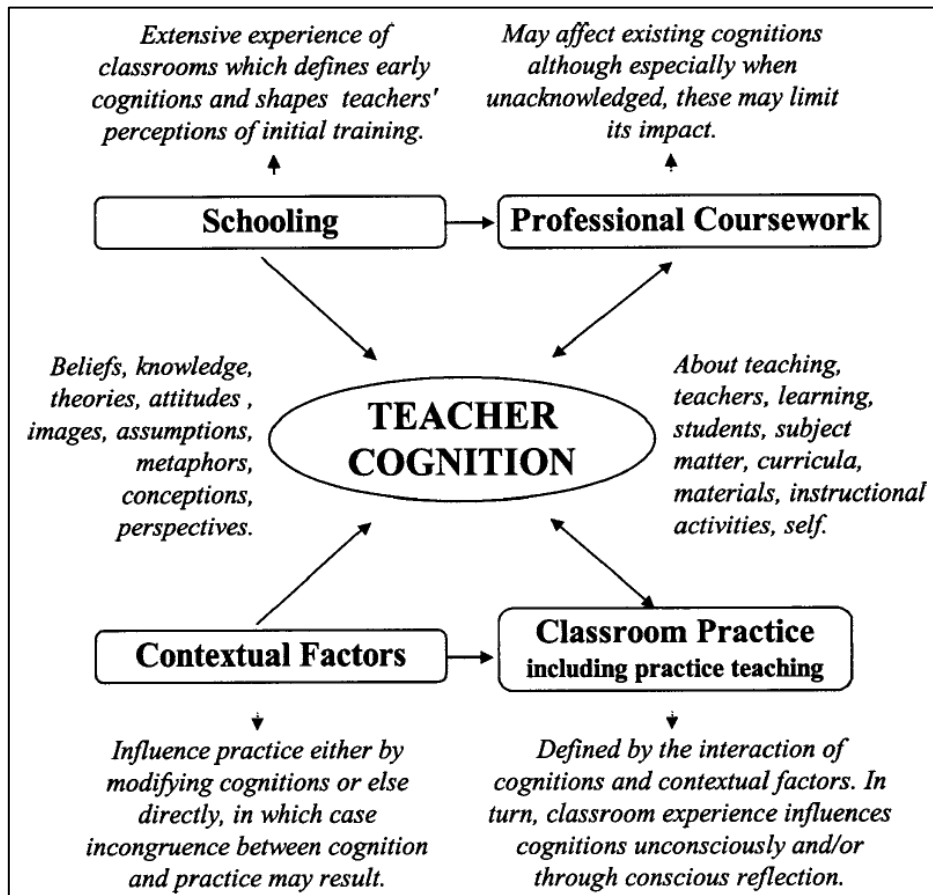 Extensive experience of
classrooms which defines early
cognitions and shapes teachers'
perceptions of initial training.
May affect existing cognitions
although especially when
unacknowledged, these may limit
its impact.
Schooling
Professional Coursework
Beliefs, knowledge,
theories, attitudes ,
images, assumptions,
metaphors,
conceptions,
perspectives.
TEACHER
COGNITION
About teaching,
teachers, learning,
students, subject
matter, curricula,
materials, instructional
activities, self.
Contextual Factors
Classroom Practice
including practice teaching
Influence practice either by
modifying cognitions or else
directly, in which case
incongruence between cognition
and practice may result.
Defined by the interaction of
cognitions and contextual factors. In
turn, classroom experience influences
cognitions unconsciously and/or
through conscious reflection.